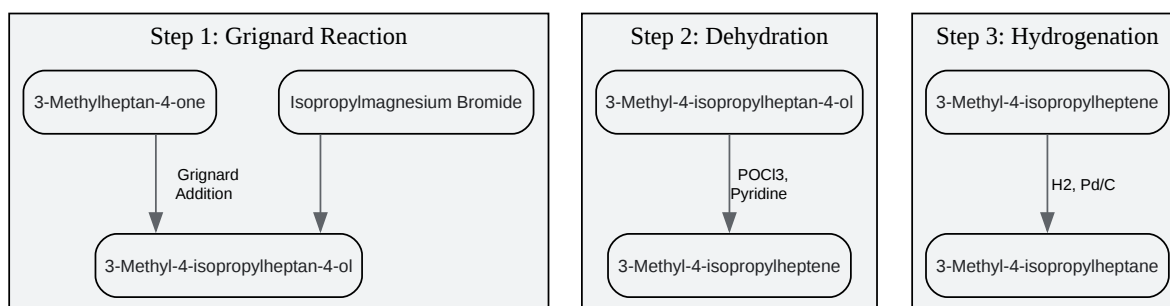 Step 1: Grignard Reaction
3-Methylheptan-4-one
Isopropylmagnesium Bromide
Grignard
Addition
3-Methyl-4-isopropylheptan-4-ol
Step 2: Dehydration
3-Methyl-4-isopropylheptan-4-ol
POCl3,
Pyridine
3-Methyl-4-isopropylheptene
Step 3: Hydrogenation
3-Methyl-4-isopropylheptene
H2, Pd/C
3-Methyl-4-isopropylheptane